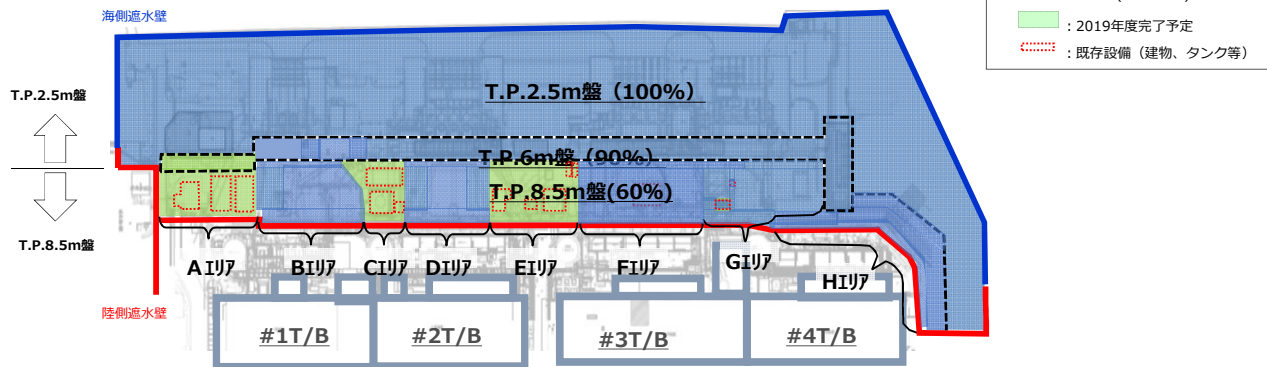 海側遮水壁
：2019年度完了予定
：既存設備（建物、タンク等）
T.P.2.5m盤
T.P.2.5m盤（100%）
T.P.6m盤（90%）
T.P.8.5m盤(60%)
T.P.8.5m盤
Aｴﾘｱ
Bｴﾘｱ
Cｴﾘｱ
Dｴﾘｱ
Eｴﾘｱ
Fｴﾘｱ
Gｴﾘｱ
Hｴﾘｱ
陸側遮水壁
#1T/B
#2T/B
#3T/B
#4T/B